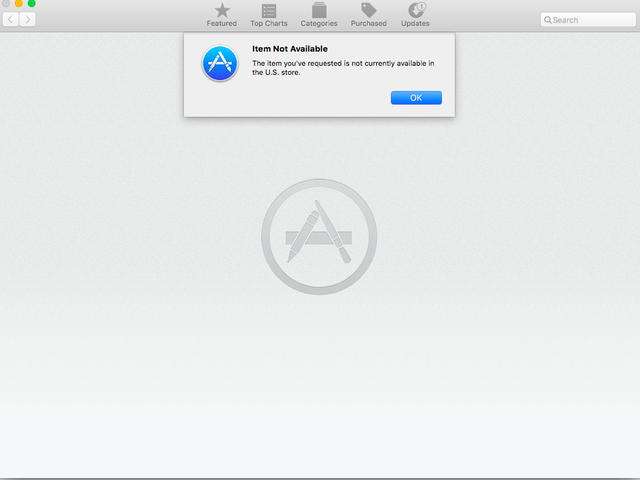 Featured
Top Charts
Categories
Purchased
1
Updates
Search
Item Not Available
The item you've requested is not currently available in
the U.S. store.
OK